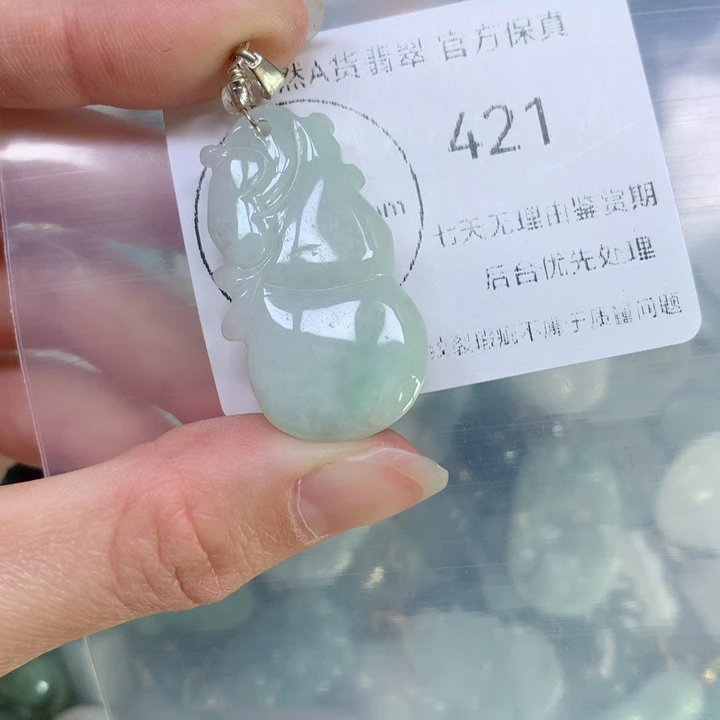 然A货翡翠 官方保真
421
七天无理由鉴赏期
后台优先处理
纹裂瑕疵不属于质量问题